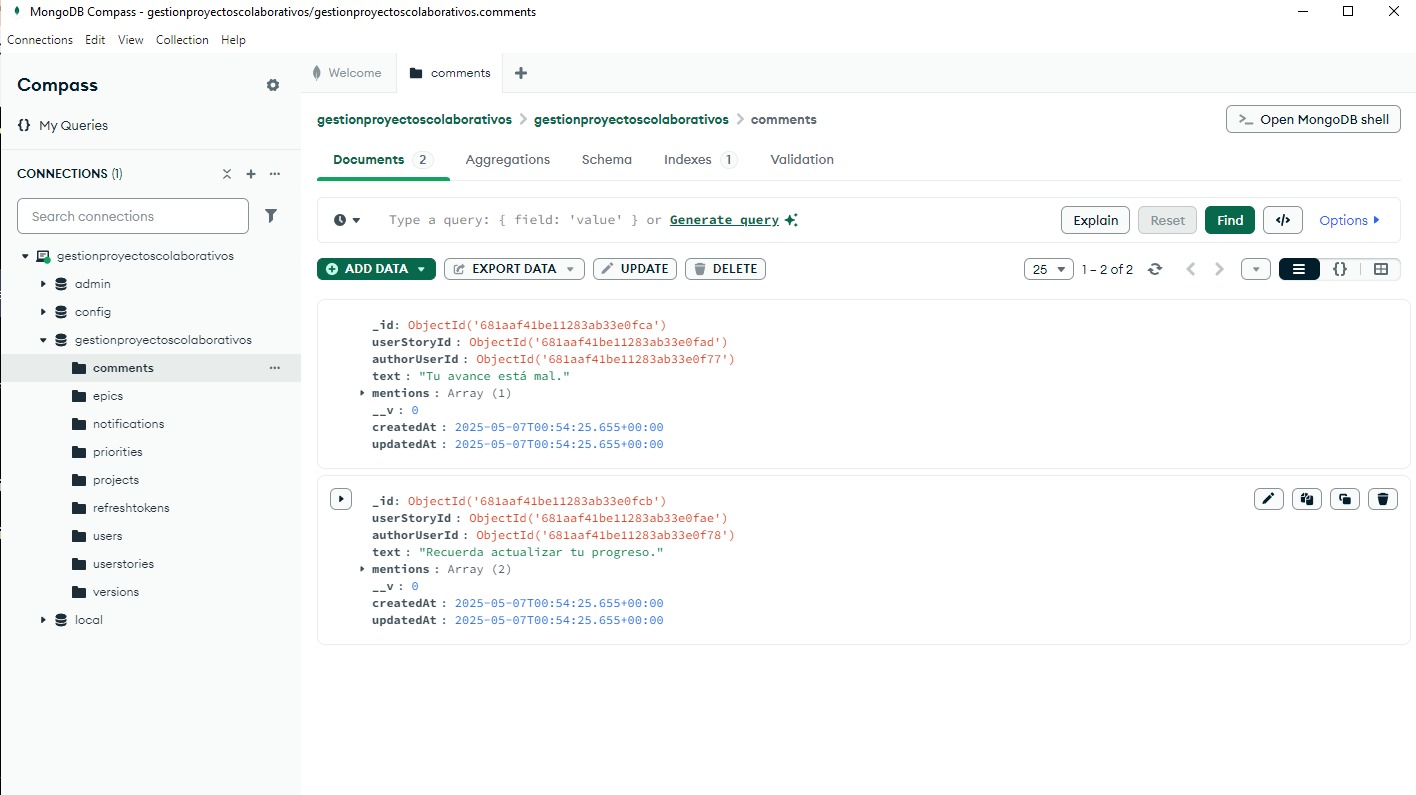 MongoDB Compass - gestionproyectoscolaborativos/gestionproyectoscolaborativos.comments
Connections Edit View Collection Help
Compass
{} My Queries
CONNECTIONS (1)
Search connections
gestionproyectoscolaborativos
admin
config
gestionproyectoscolaborativos
comments
epics
notifications
priorities
projects
refreshtokens
users
userstories
versions
local
Welcome
comments
gestionproyectoscolaborativos > gestionproyectoscolaborativos > comments
>_ Open MongoDB shell
Documents 2 Aggregations Schema Indexes 1 Validation
Type a query: { field: 'value' } or Generate query
Explain Reset Find </> Options
ADD DATA EXPORT DATA UPDATE DELETE
25 1 – 2 of 2 {}
_id: ObjectId('681aaf41be11283ab33e0fca')
userStoryId : ObjectId('681aaf41be11283ab33e0fad')
authorUserId : ObjectId('681aaf41be11283ab33e0f77')
text : "Tu avance está mal."
mentions : Array (1)
__v : 0
createdAt : 2025-05-07T00:54:25.655+00:00
updatedAt : 2025-05-07T00:54:25.655+00:00
_id: ObjectId('681aaf41be11283ab33e0fcb')
userStoryId : ObjectId('681aaf41be11283ab33e0fae')
authorUserId : ObjectId('681aaf41be11283ab33e0f78')
text : "Recuerda actualizar tu progreso."
mentions : Array (2)
__v : 0
createdAt : 2025-05-07T00:54:25.655+00:00
updatedAt : 2025-05-07T00:54:25.655+00:00